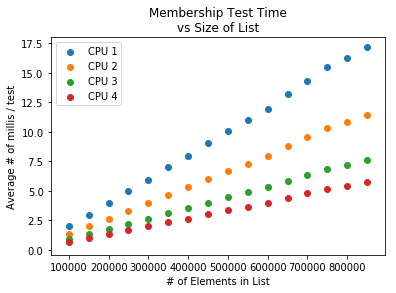 Membership Test Time
vs Size of List
17.5
15.0
12.5
10.0
7.5
5.0
2.5
0.0
Average # of millis / test
CPU 1
CPU 2
CPU 3
CPU 4
100000 200000 300000 400000 500000 600000 700000 800000
# of Elements in List